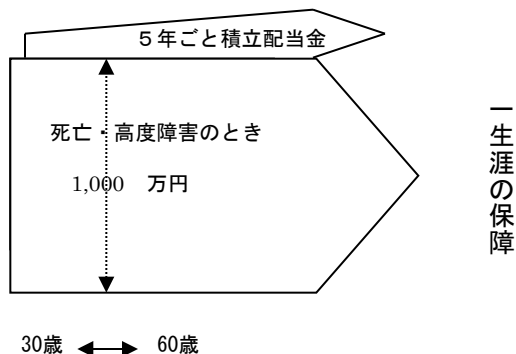 ５年ごと積立配当金
死亡・高度障害のとき
1,000 万円
一生涯の保障
30歳 60歳